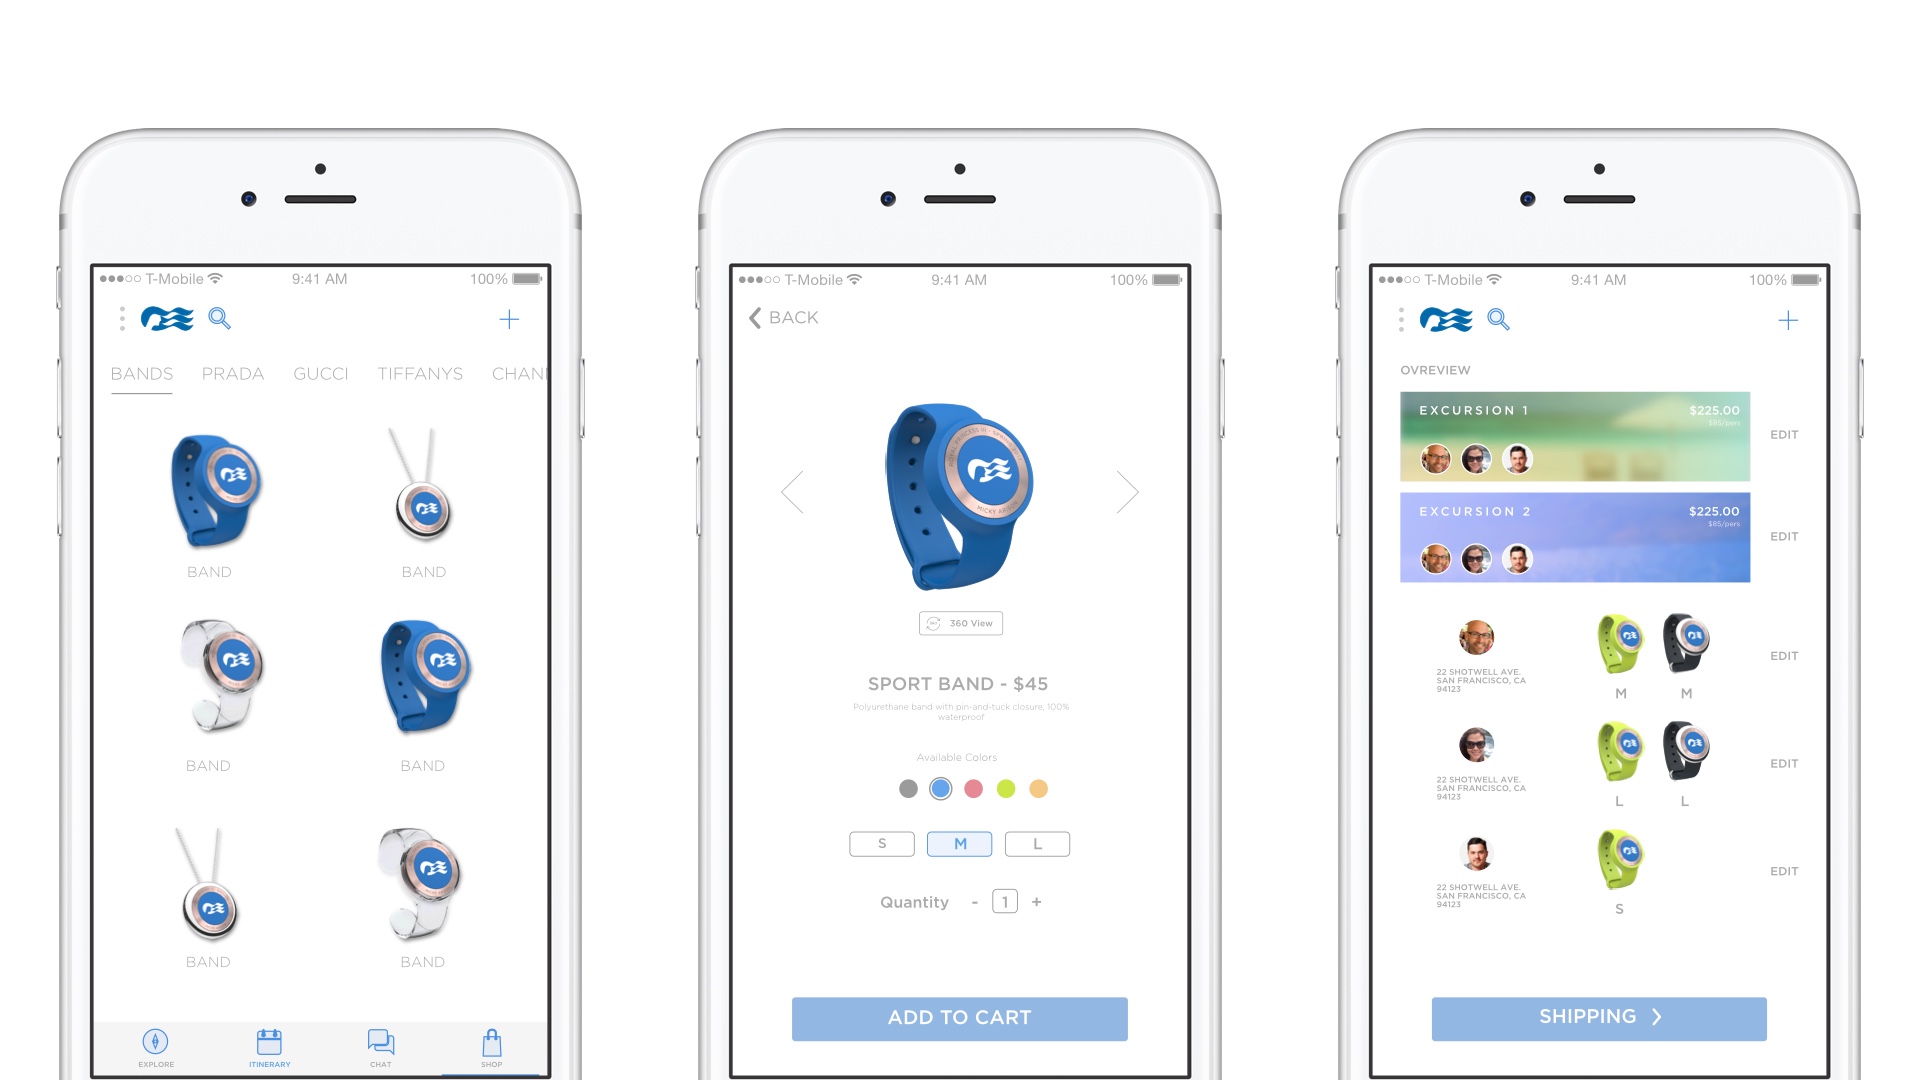 T-Mobile 9:41 AM 100%
BANDS PRADA GUCCI TIFFANYS CHAN
BAND BAND
BAND BAND
BAND BAND
EXPLORE ITINERARY CHAT SHOP
T-Mobile 9:41 AM 100%
BACK
360 View
SPORT BAND - $45
Polyurethane band with pin-and-tuck closure, 100%
waterproof
Available Colors
S M L
Quantity - 1 +
ADD TO CART
T-Mobile 9:41 AM 100%
OVREVIEW
EXCURSION 1 $225.00
$85/pers
EDIT
EXCURSION 2 $225.00
$85/pers
EDIT
22 SHOTWELL AVE.
SAN FRANCISCO, CA
94123
M M
EDIT
22 SHOTWELL AVE.
SAN FRANCISCO, CA
94123
L L
EDIT
22 SHOTWELL AVE.
SAN FRANCISCO, CA
94123
S
EDIT
SHIPPING